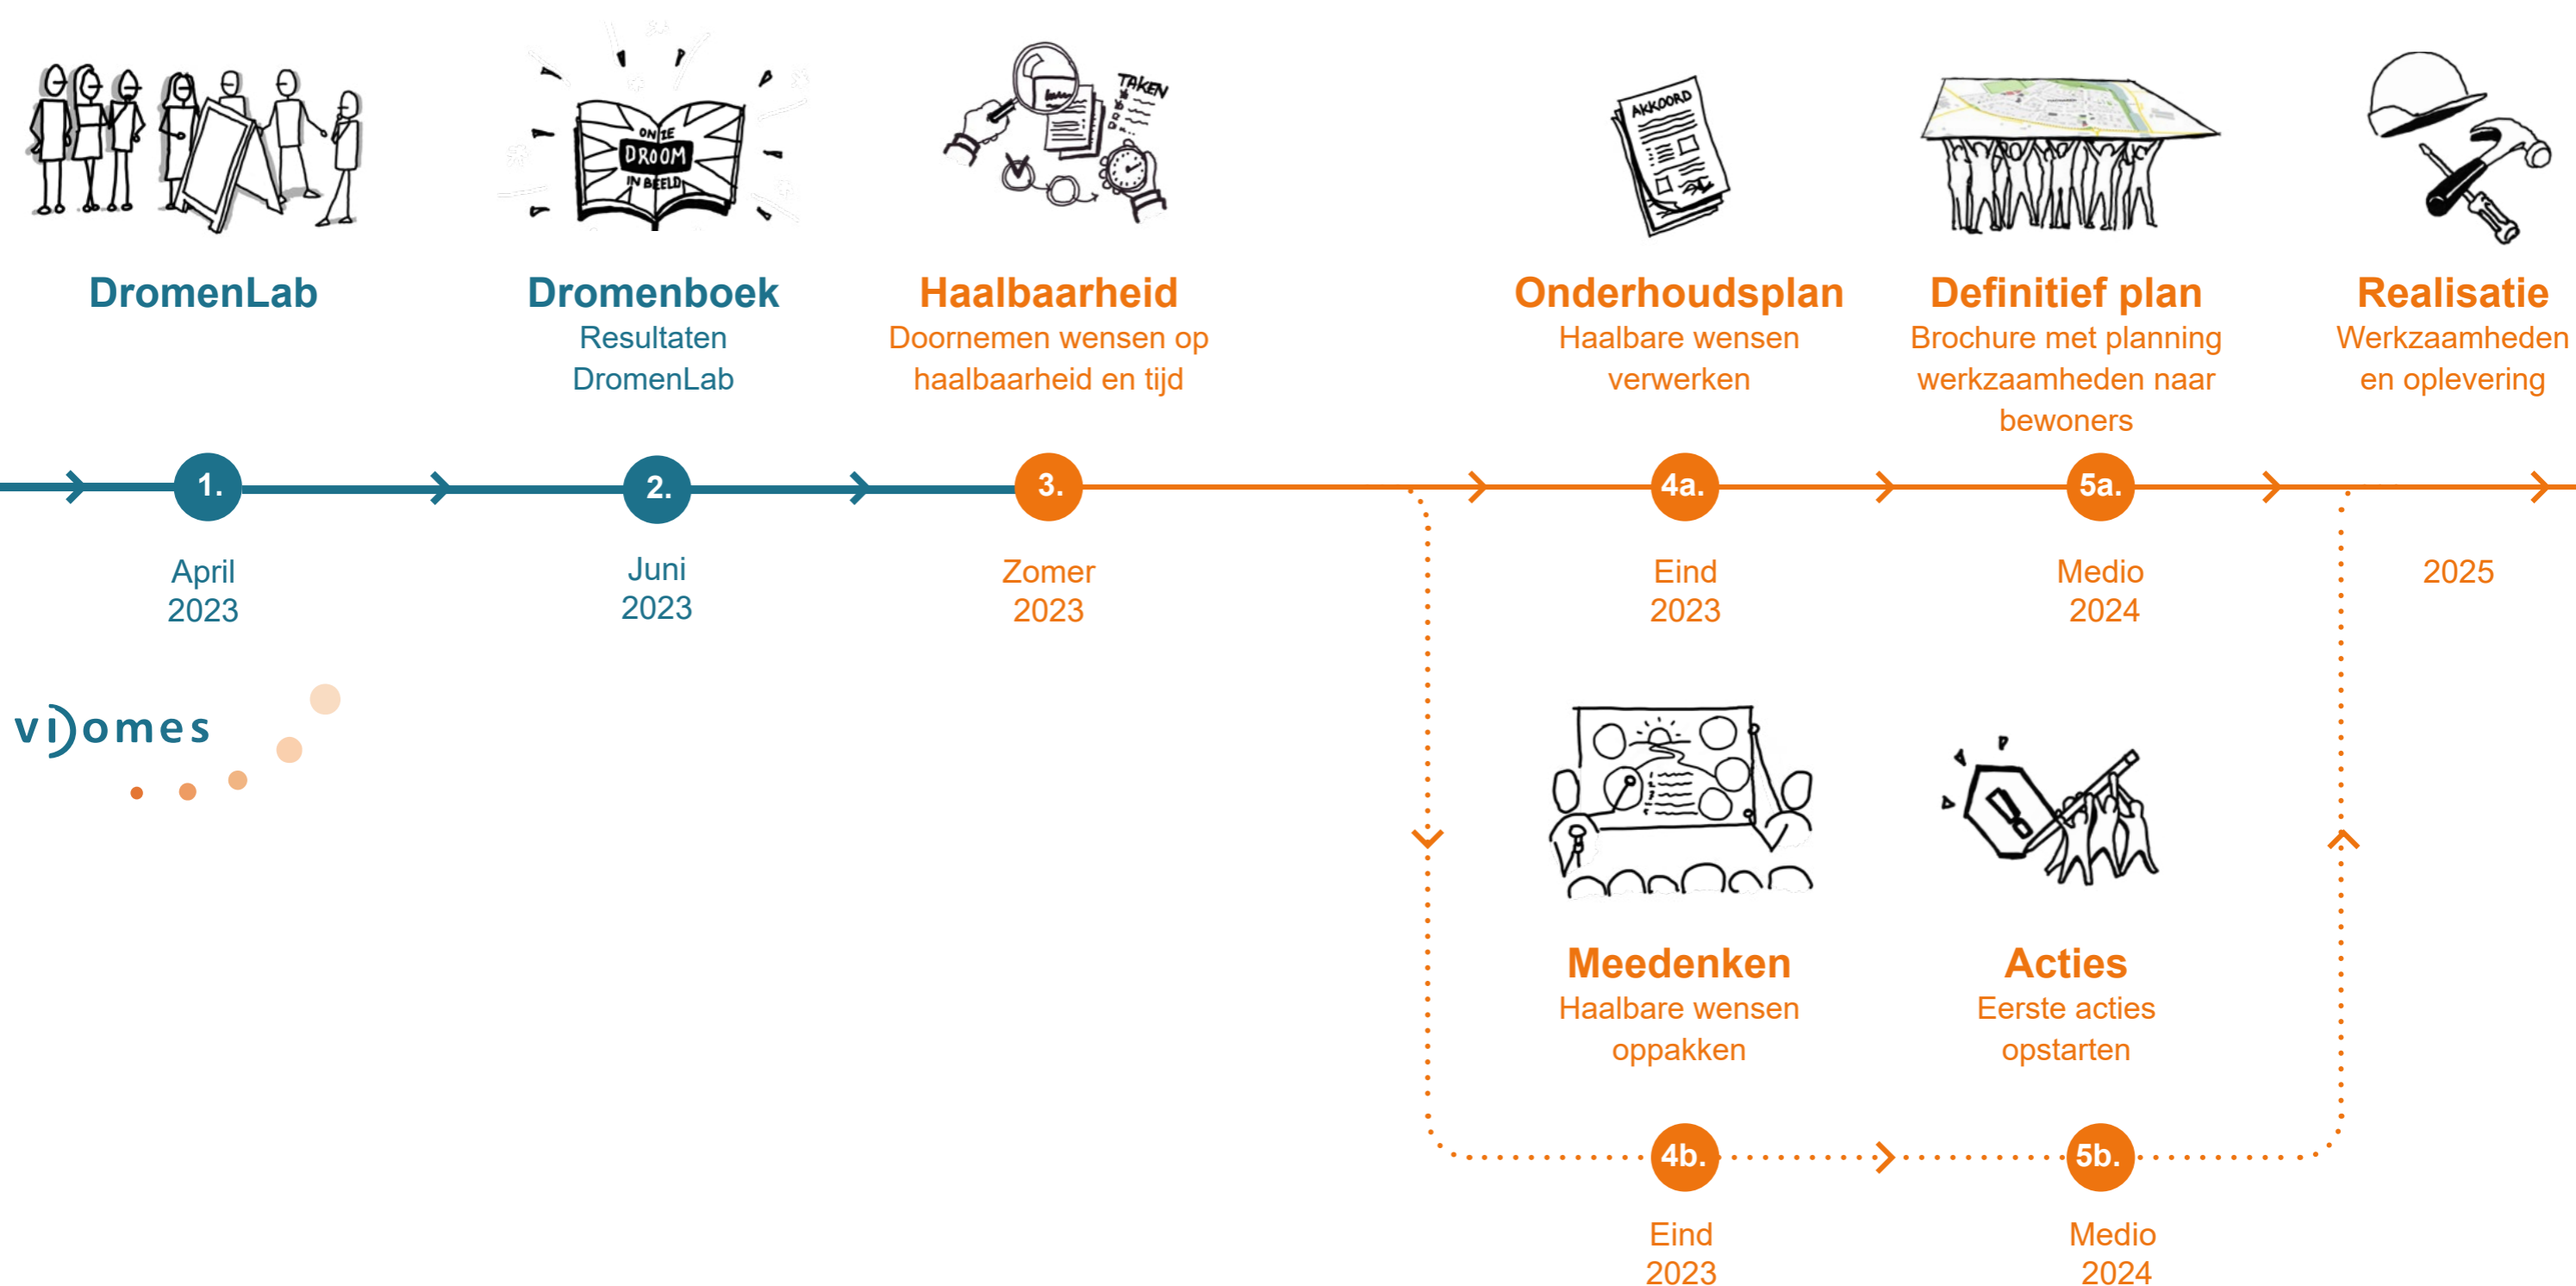 TAKEN
AKKOORD
ONZE
DROOM
IN BEELD
DromenLab
Dromenboek
Resultaten
DromenLab
Haalbaarheid
Doornemen wensen op
haalbaarheid en tijd
Onderhoudsplan
Haalbare wensen
verwerken
Definitief plan
Brochure met planning
werkzaamheden naar
bewoners
Realisatie
Werkzaamheden
en oplevering
1.
2.
3.
4a.
5a.
April
2023
Juni
2023
Zomer
2023
Eind
2023
Medio
2024
2025
vidomes
Meedenken
Haalbare wensen
oppakken
Acties
Eerste acties
opstarten
4b.
5b.
Eind
2023
Medio
2024